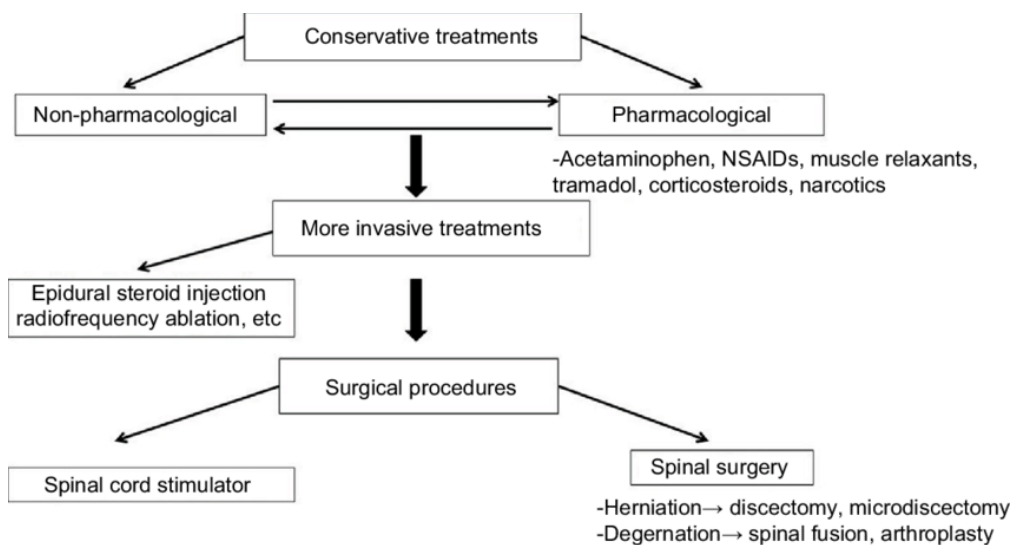 Conservative treatments
Non-pharmacological
Pharmacological
-Acetaminophen, NSAIDs, muscle relaxants,
tramadol, corticosteroids, narcotics
More invasive treatments
Epidural steroid injection
radiofrequency ablation, etc
Surgical procedures
Spinal cord stimulator
Spinal surgery
-Herniation→ discectomy, microdiscectomy
-Degernation→ spinal fusion, arthroplasty